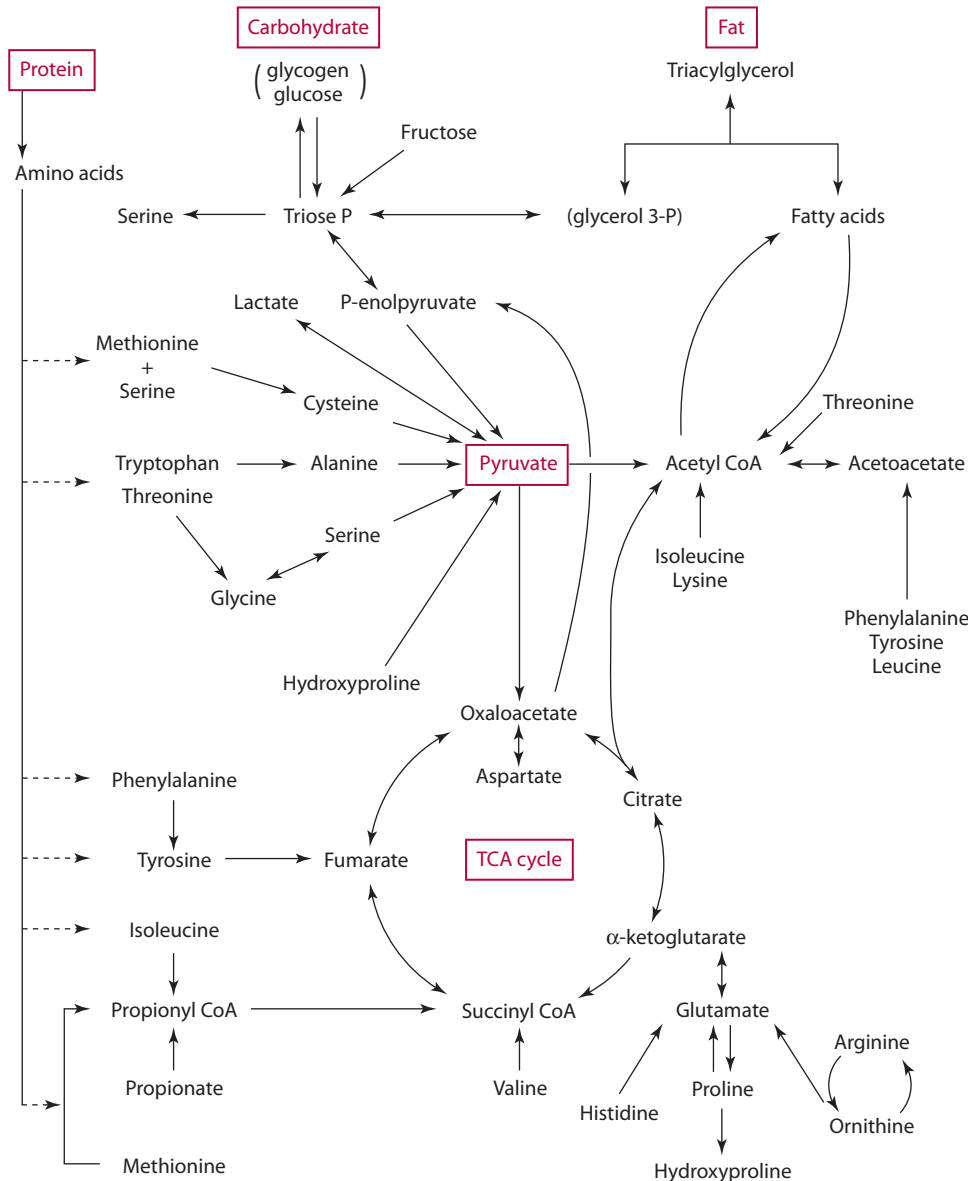 Carbohydrate
Fat
Protein
(glycogen
glucose)
Triacylglycerol
Fructose
Amino acids
Serine
Triose P
(glycerol 3-P)
Fatty acids
Lactate
P-enolpyruvate
Methionine
+
Serine
Cysteine
Threonine
Tryptophan
Threonine
Alanine
Pyruvate
Acetyl CoA
Acetoacetate
Serine
Glycine
Isoleucine
Lysine
Phenylalanine
Tyrosine
Leucine
Hydroxyproline
Oxaloacetate
Aspartate
Phenylalanine
Citrate
Tyrosine
Fumarate
TCA cycle
Isoleucine
α-ketoglutarate
Propionyl CoA
Succinyl CoA
Glutamate
Arginine
Propionate
Valine
Histidine
Proline
Ornithine
Methionine
Hydroxyproline